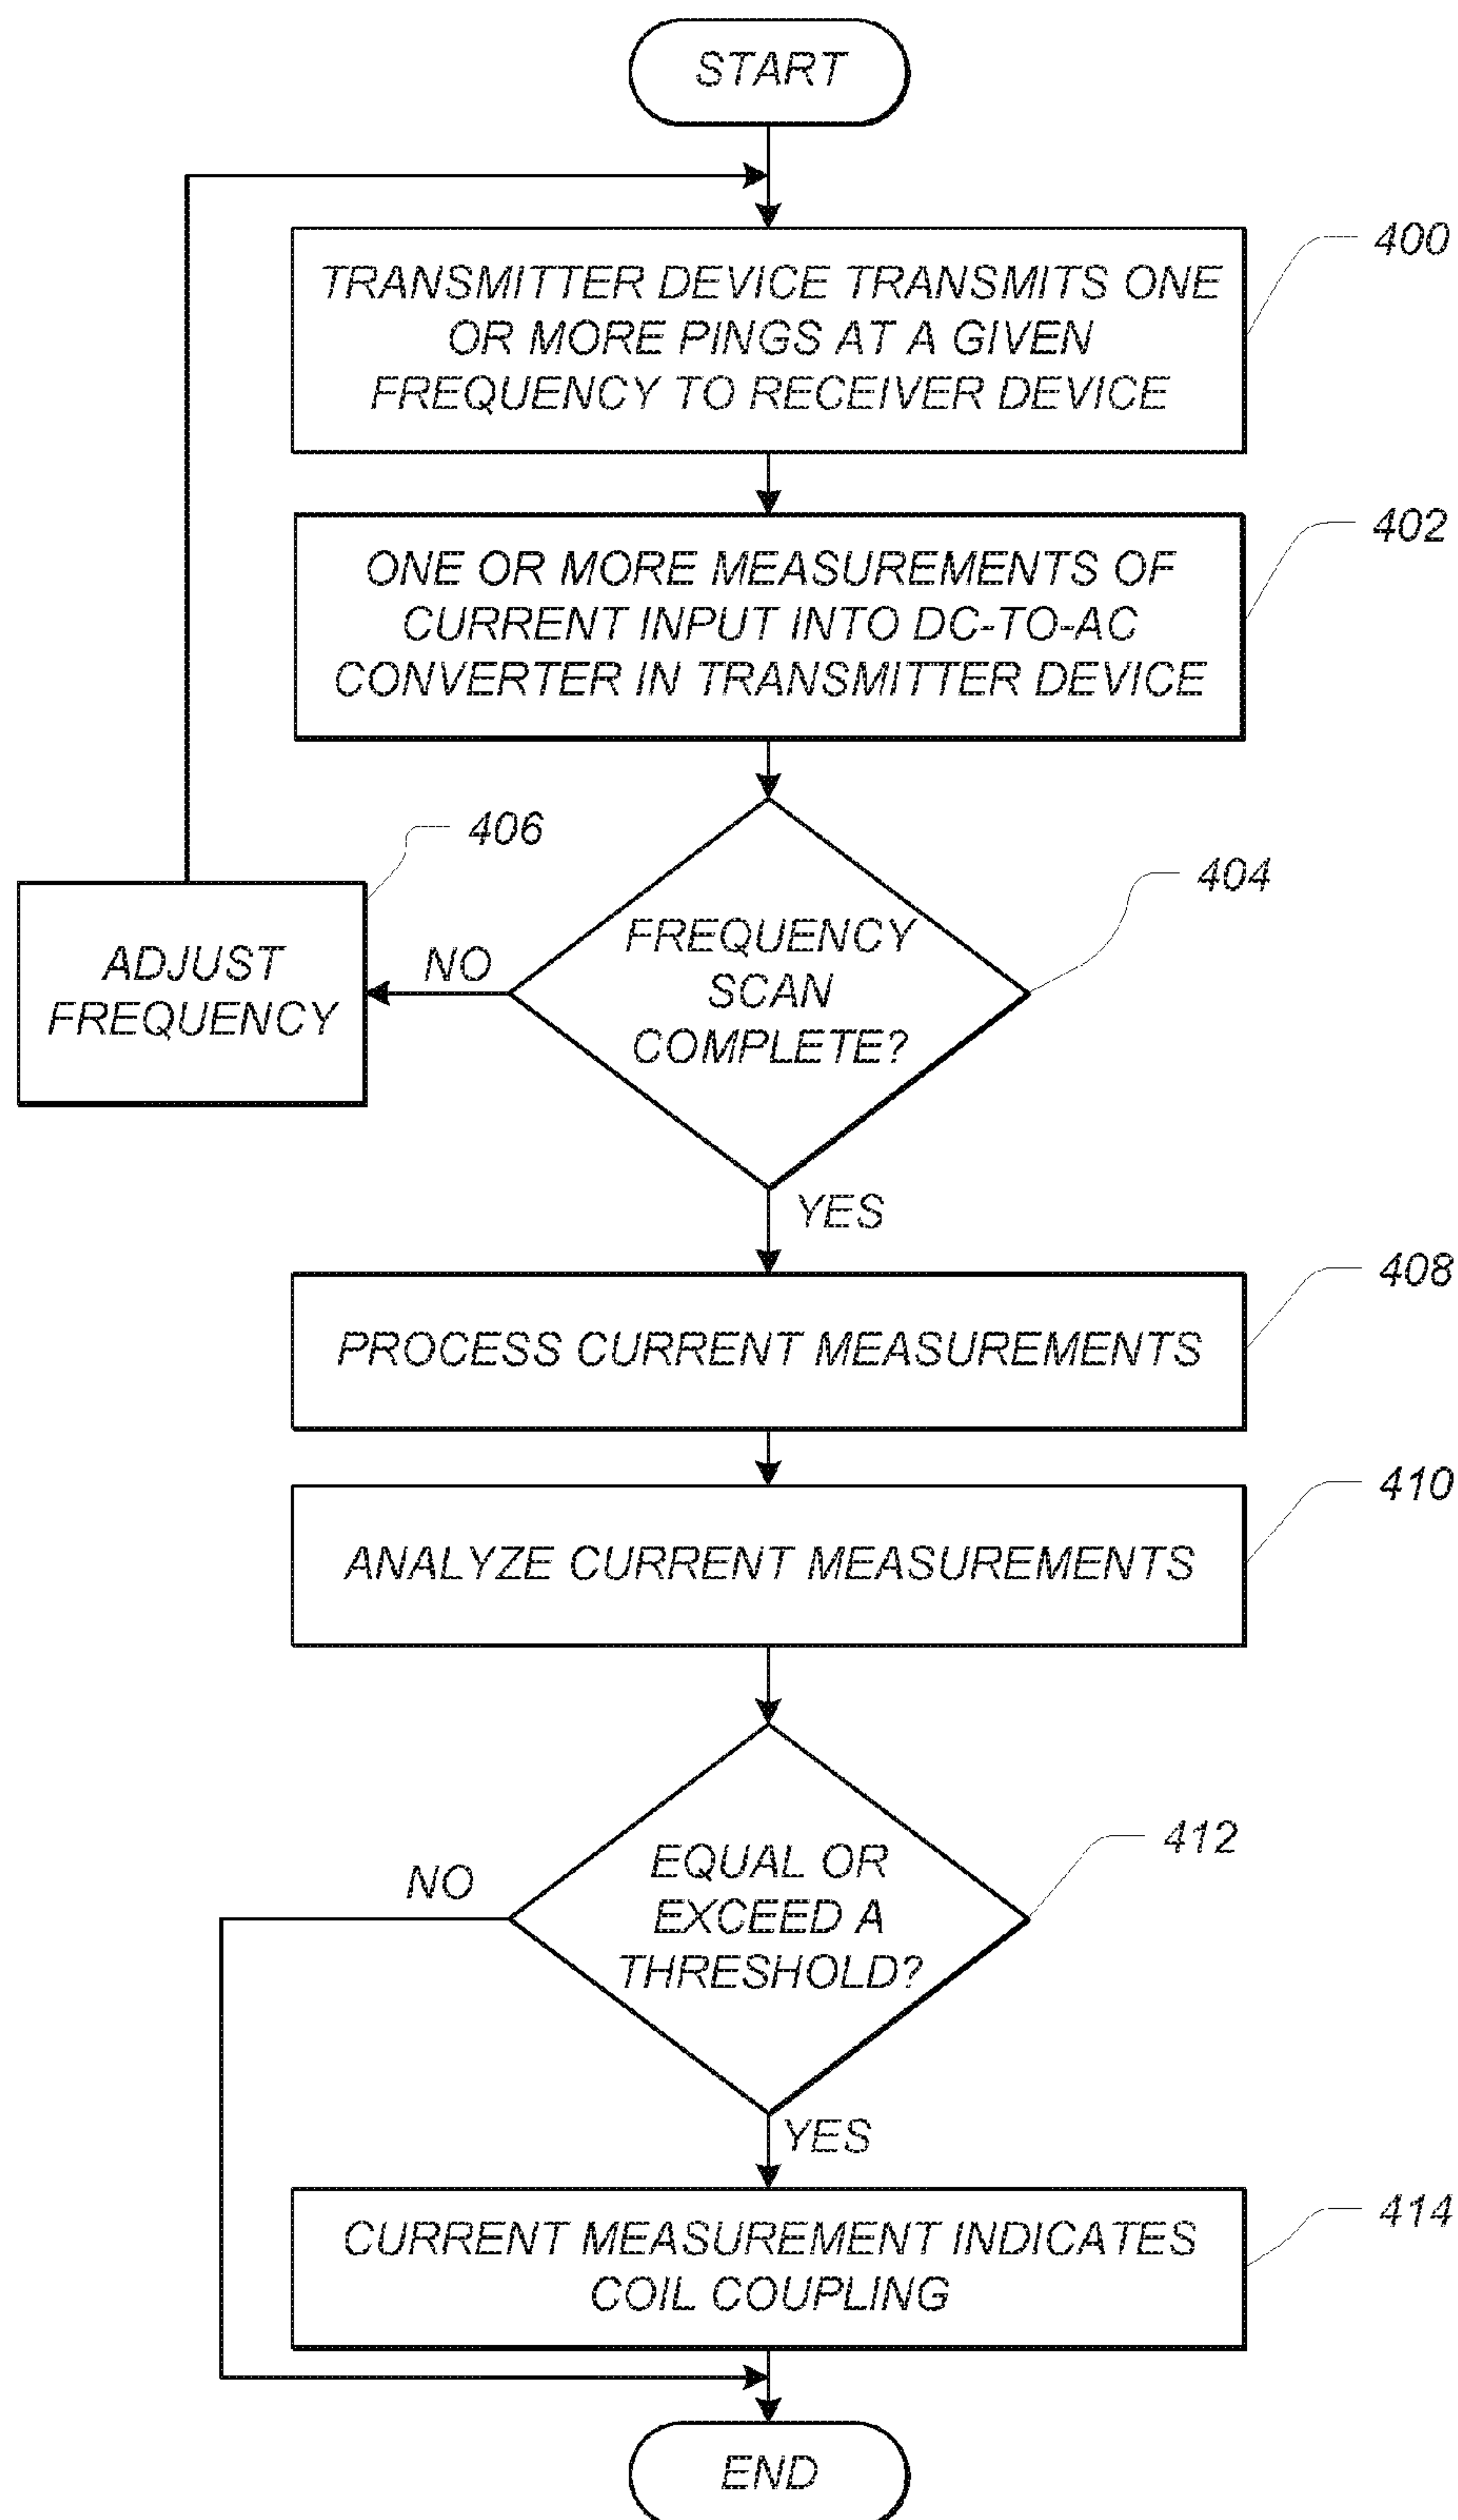 START
400
TRANSMITTER DEVICE TRANSMITS ONE
OR MORE PINGS AT A GIVEN
FREQUENCY TO RECEIVER DEVICE
402
ONE OR MORE MEASUREMENTS OF
CURRENT INPUT INTO DC-TO-AC
CONVERTER IN TRANSMITTER DEVICE
406
404
FREQUENCY
SCAN
COMPLETE?
NO
ADJUST
FREQUENCY
YES
408
PROCESS CURRENT MEASUREMENTS
410
ANALYZE CURRENT MEASUREMENTS
412
EQUAL OR
EXCEED A
THRESHOLD?
NO
YES
414
CURRENT MEASUREMENT INDICATES
COIL COUPLING
END